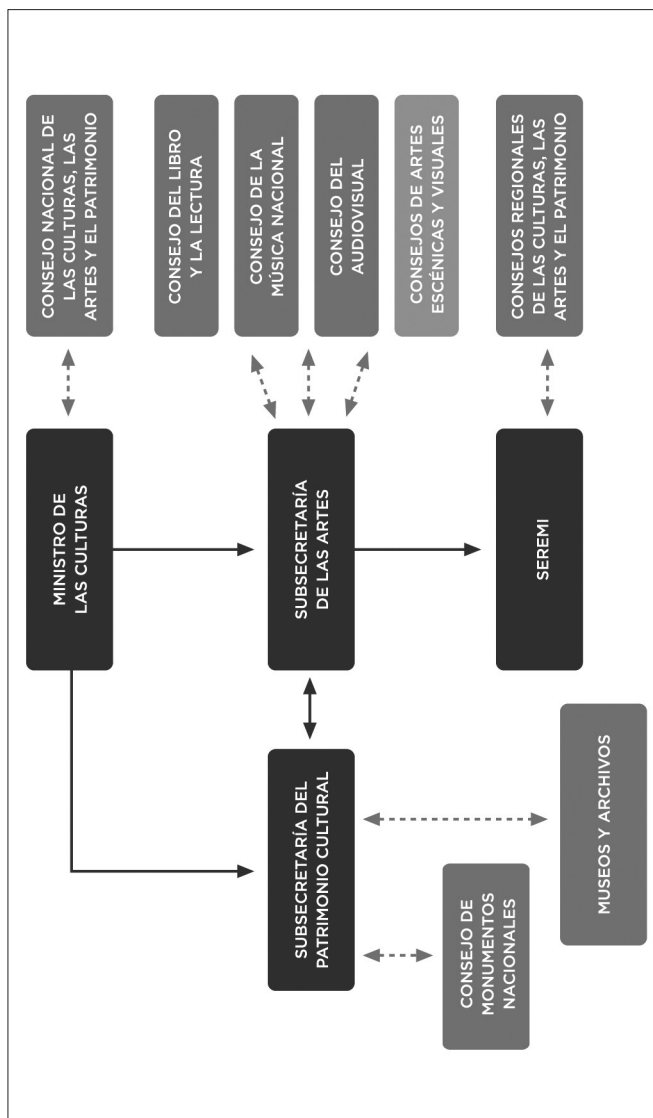 MINISTRO DE
LAS CULTURAS
CONSEJO NACIONAL DE
LAS CULTURAS, LAS
ARTES Y EL PATRIMONIO
SUBSECRETARÍA DEL
PATRIMONIO CULTURAL
SUBSECRETARÍA
DE LAS ARTES
CONSEJO DEL LIBRO
Y LA LECTURA
CONSEJO DE LA
MÚSICA NACIONAL
CONSEJO DEL
AUDIOVISUAL
CONSEJOS DE ARTES
ESCÉNICAS Y VISUALES
CONSEJO DE
MONUMENTOS
NACIONALES
MUSEOS Y ARCHIVOS
SEREMI
CONSEJOS REGIONALES
DE LAS CULTURAS, LAS
ARTES Y EL PATRIMONIO